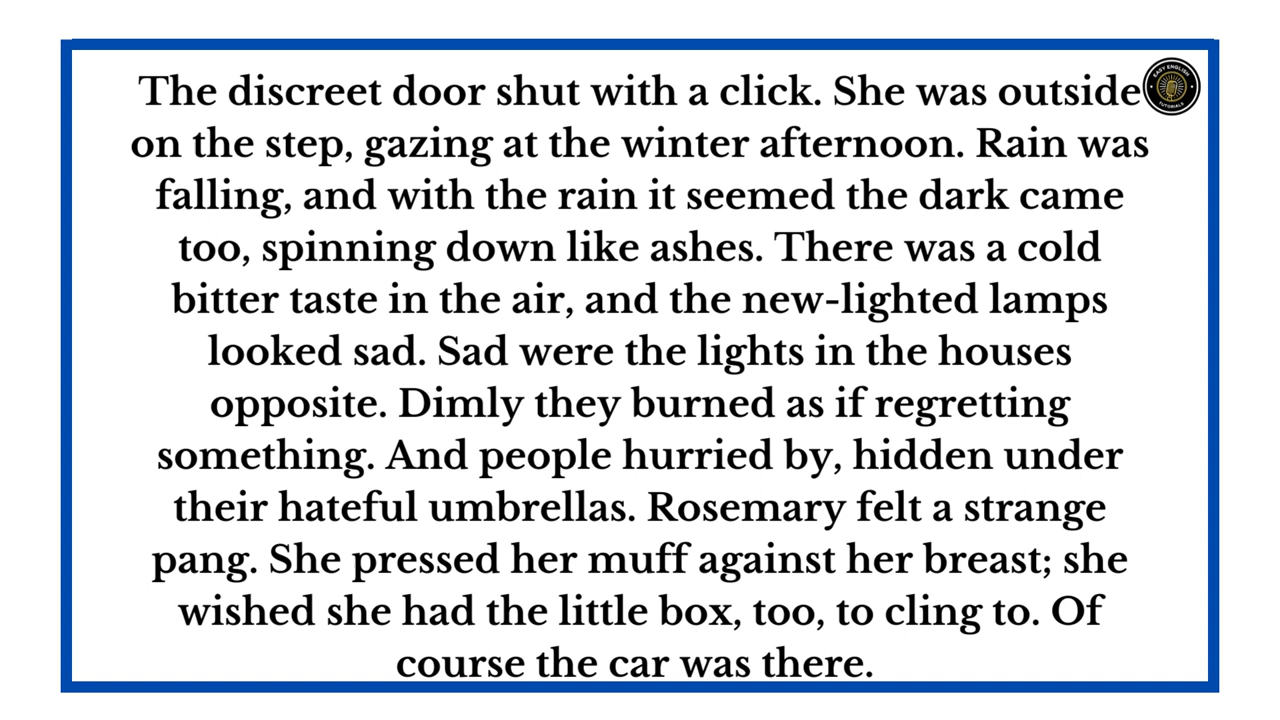 The discreet door shut with a click. She was outside
on the step, gazing at the winter afternoon. Rain was
falling, and with the rain it seemed the dark came
too, spinning down like ashes. There was a cold
bitter taste in the air, and the new-lighted lamps
looked sad. Sad were the lights in the houses
opposite. Dimly they burned as if regretting
something. And people hurried by, hidden under
their hateful umbrellas. Rosemary felt a strange
pang. She pressed her muff against her breast; she
wished she had the little box, too, to cling to. Of
course the car was there.
EASY ENGLISH
TUTORIALS